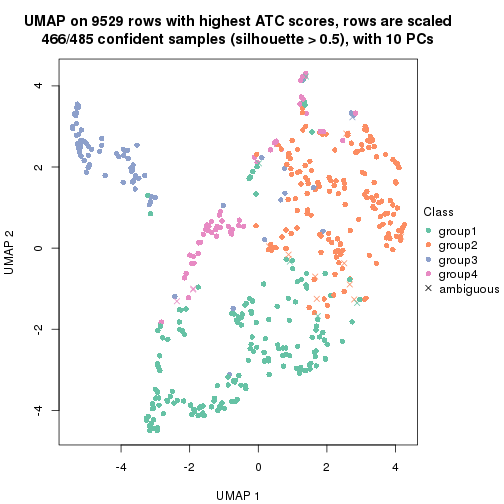 UMAP on 9529 rows with highest ATC scores, rows are scaled
466/485 confident samples (silhouette > 0.5), with 10 PCs
4
2
0
-2
-4
UMAP 2
-4 -2 0 2 4
UMAP 1
Class
group1
group2
group3
group4
ambiguous